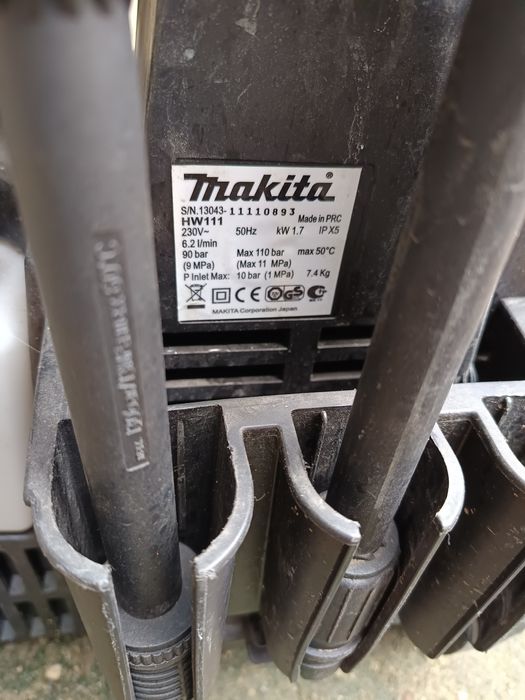 makita®
S/N.13043-11110893 Made in PRC
HW111
230V~ 50Hz kW 1.7 IP X5
6.2 l/min
90 bar Max 110 bar max 50°C
(9 MPa) (Max 11 MPa)
P Inlet Max: 10 bar (1 MPa) 7.4 Kg
CE GS
MAKITA Corporation Japan